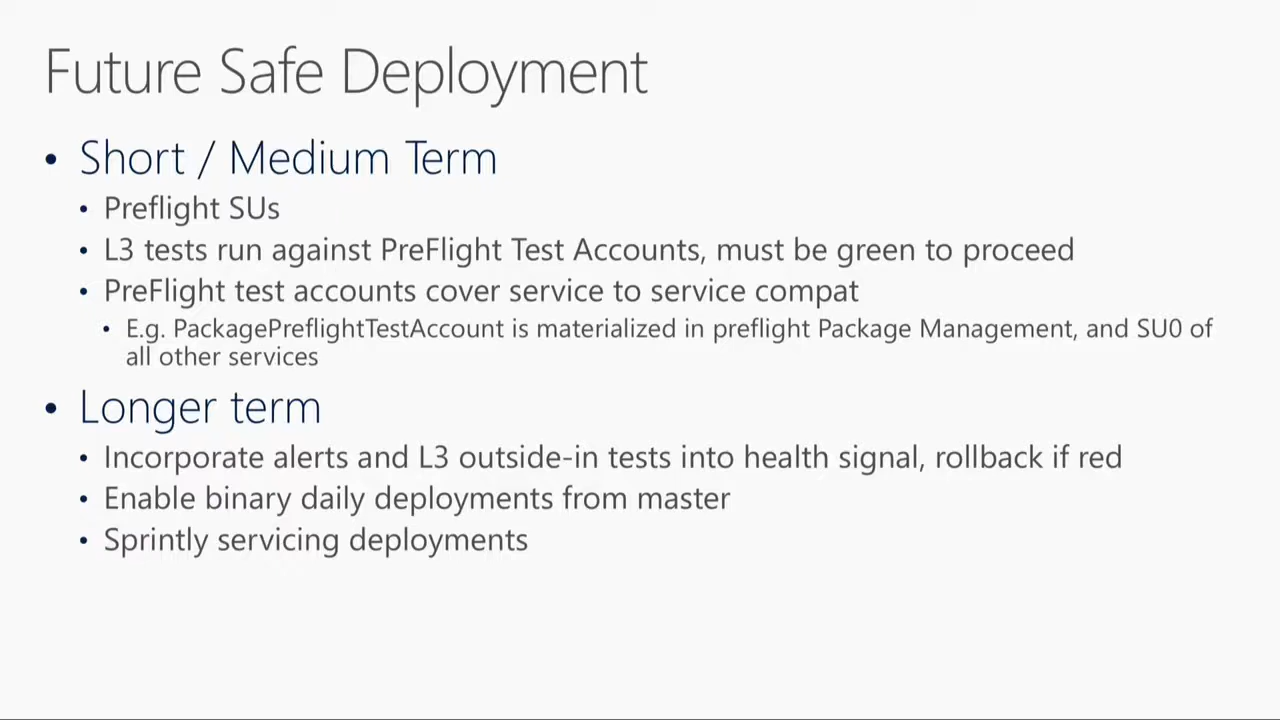 Future Safe Deployment
• Short / Medium Term
• Preflight SUs
• L3 tests run against PreFlight Test Accounts, must be green to proceed
• PreFlight test accounts cover service to service compat
• E.g. PackagePreflightTestAccount is materialized in preflight Package Management, and SU0 of
all other services
• Longer term
• Incorporate alerts and L3 outside-in tests into health signal, rollback if red
• Enable binary daily deployments from master
• Sprintly servicing deployments